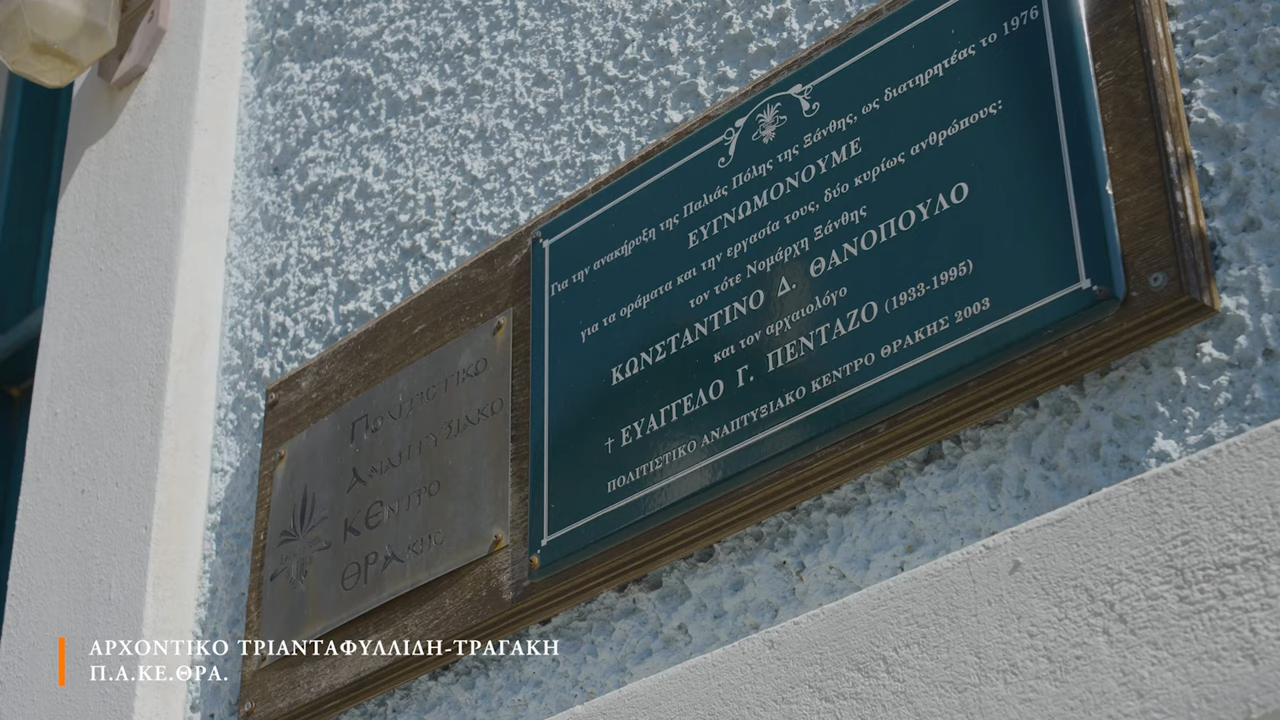 Για την ανακήρυξη της Παλιάς Πόλης της Ξάνθης, ως διατηρητέας το 1976
ΕΥΓΝΩΜΟΝΟΥΜΕ
για τα οράματα και την εργασία τους, δύο κυρίως ανθρώπους:
τον τότε Νομάρχη Ξάνθης
ΚΩΝΣΤΑΝΤΙΝΟ Δ. ΘΑΝΟΠΟΥΛΟ
και τον αρχαιολόγο
† ΕΥΑΓΓΕΛΟ Γ. ΠΕΝΤΑΖΟ (1933-1995)
ΠΟΛΙΤΙΣΤΙΚΟ ΑΝΑΠΤΥΞΙΑΚΟ ΚΕΝΤΡΟ ΘΡΑΚΗΣ 2003
ΠΟΛΙΤΙΣΤΙΚΟ
ΑΝΑΠΤΥΞΙΑΚΟ
ΚΕΝΤΡΟ
ΘΡΑΚΗΣ
ΑΡΧΟΝΤΙΚΟ ΤΡΙΑΝΤΑΦΥΛΛΙΔΗ-ΤΡΑΓΑΚΗ
Π.Α.ΚΕ.ΘΡΑ.